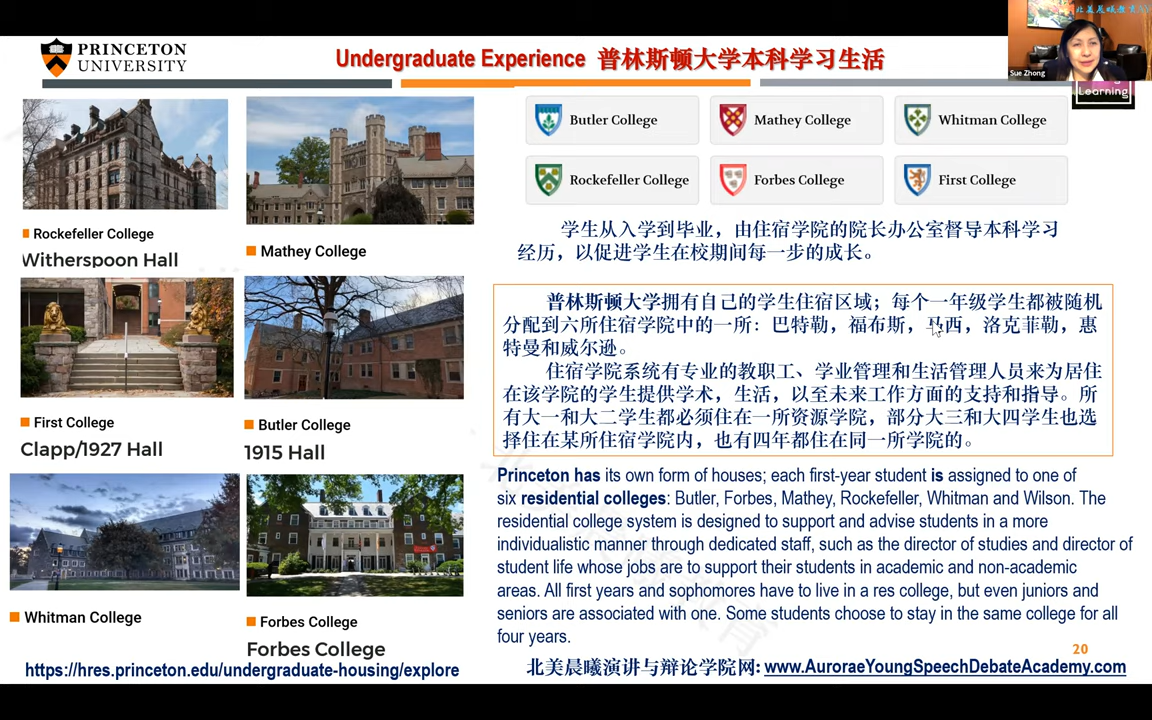 PRINCETON
UNIVERSITY
Undergraduate Experience 普林斯顿大学本科学习生活
Sue Zhong
Learning
Rockefeller College
Witherspoon Hall
Mathey College
First College
Clapp/1927 Hall
Butler College
1915 Hall
Whitman College
Forbes College
Forbes College
https://hres.princeton.edu/undergraduate-housing/explore
Butler College
Mathey College
Whitman College
Rockefeller College
Forbes College
First College
学生从入学到毕业，由住宿学院的院长办公室督导本科学习
经历，以促进学生在校期间每一步的成长。
普林斯顿大学拥有自己的学生住宿区域；每个一年级学生都被随机
分配到六所住宿学院中的一所：巴特勒，福布斯，马西，洛克菲勒，惠
特曼和威尔逊。
住宿学院系统有专业的教职工、学业管理和生活管理人员来为居住
在该学院的学生提供学术，生活，以至未来工作方面的支持和指导。所
有大一和大二学生都必须住在一所资源学院，部分大三和大四学生也选
择住在某所住宿学院内，也有四年都住在同一所学院的。
Princeton has its own form of houses; each first-year student is assigned to one of
six residential colleges: Butler, Forbes, Mathey, Rockefeller, Whitman and Wilson. The
residential college system is designed to support and advise students in a more
individualistic manner through dedicated staff, such as the director of studies and director of
student life whose jobs are to support their students in academic and non-academic
areas. All first years and sophomores have to live in a res college, but even juniors and
seniors are associated with one. Some students choose to stay in the same college for all
four years.
20
北美晨曦演讲与辩论学院网: www.AuroraeYoungSpeechDebateAcademy.com